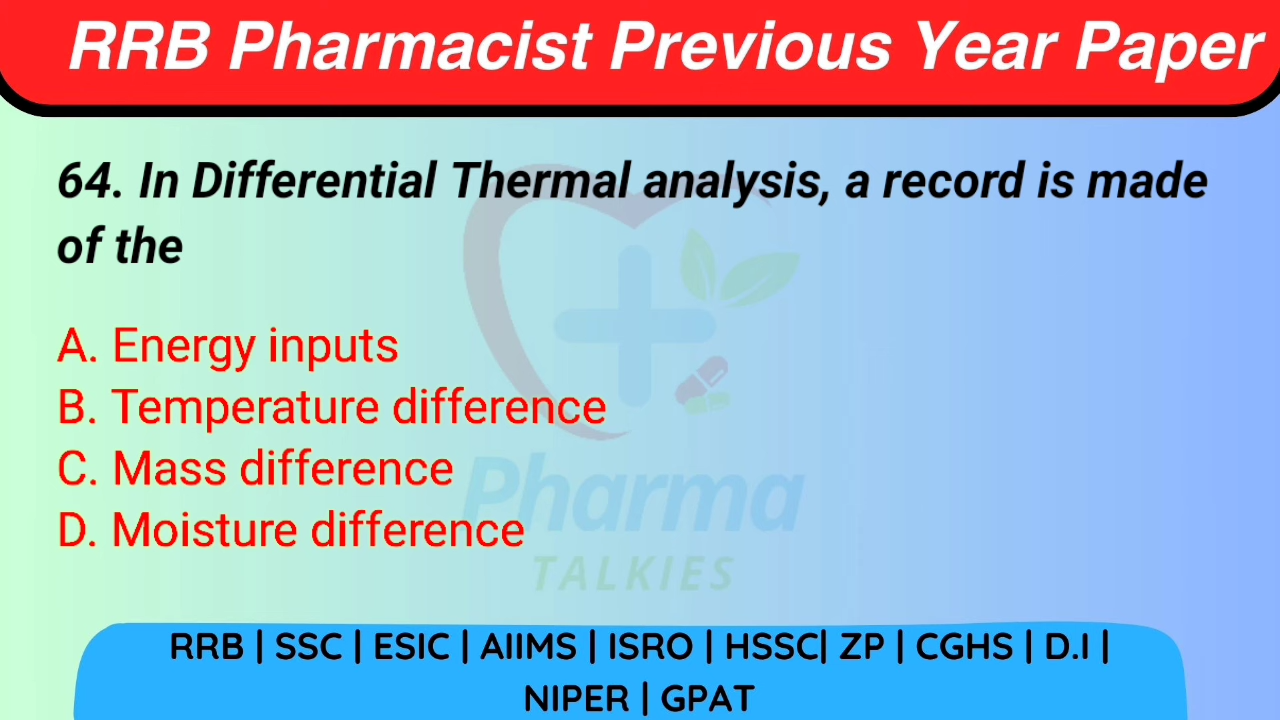 RRB Pharmacist Previous Year Paper
64. In Differential Thermal analysis, a record is made
of the
A. Energy inputs
B. Temperature difference
C. Mass difference
D. Moisture difference
Pharma
TALKIES
RRB | SSC | ESIC | AIIMS | ISRO | HSSC| ZP | CGHS | D.I |
NIPER | GPAT